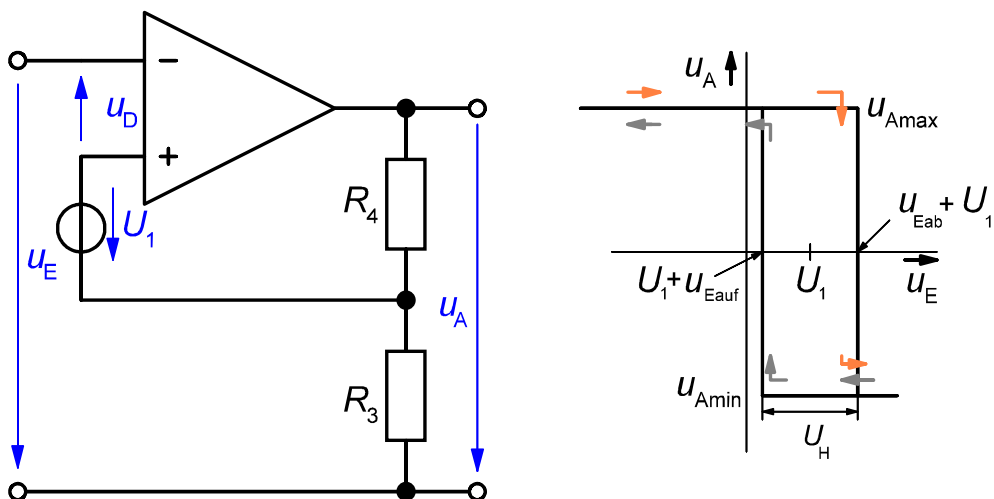 −
u_D
+
U_1
u_E
R_4
u_A
R_3
u_A
u_Amax
u_Eab + U_1
U_1 + u_Eauf
U_1
u_E
u_Amin
U_H